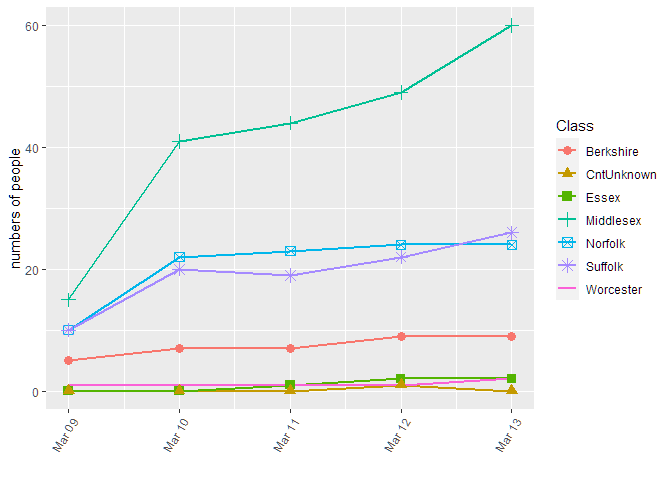 60
40
20
0
numbers of people
Mar 09
Mar 10
Mar 11
Mar 12
Mar 13
Class
Berkshire
CntUnknown
Essex
Middlesex
Norfolk
Suffolk
Worcester